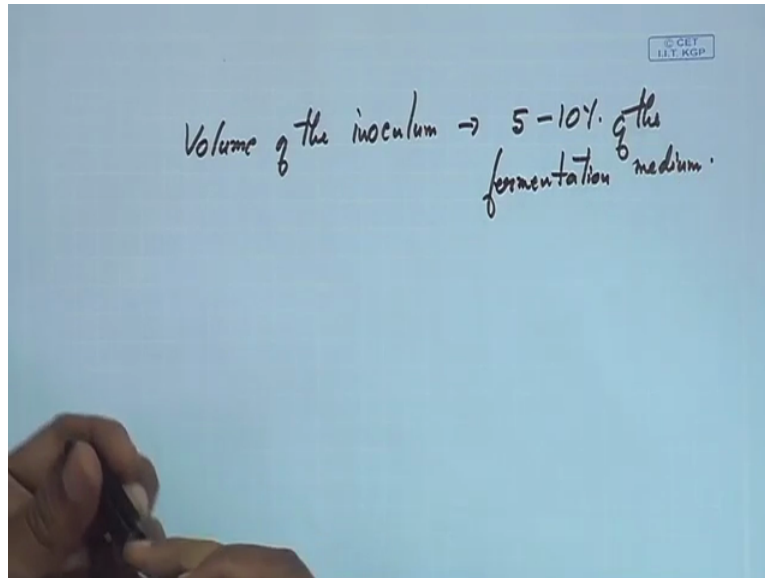 © CET
I.I.T. KGP
Volume of the inoculum → 5-10%. of the
fermentation medium.